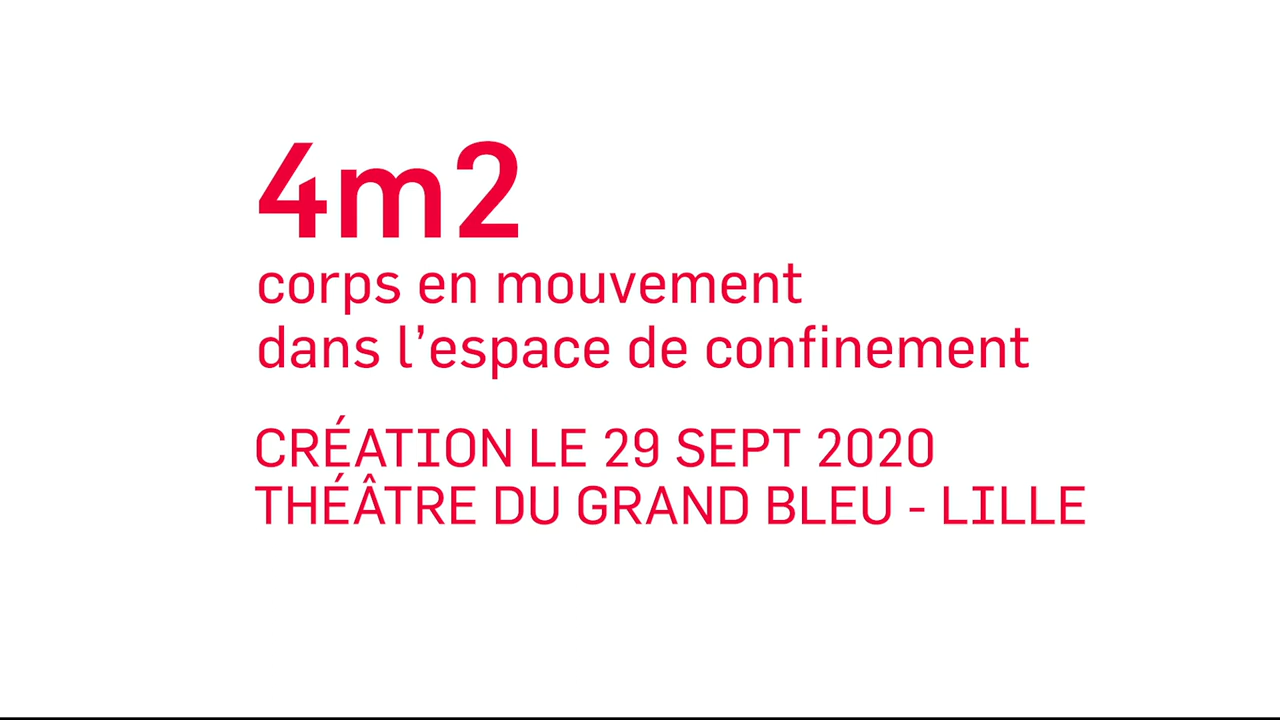 4m2
corps en mouvement
dans l’espace de confinement
CRÉATION LE 29 SEPT 2020
THÉÂTRE DU GRAND BLEU - LILLE